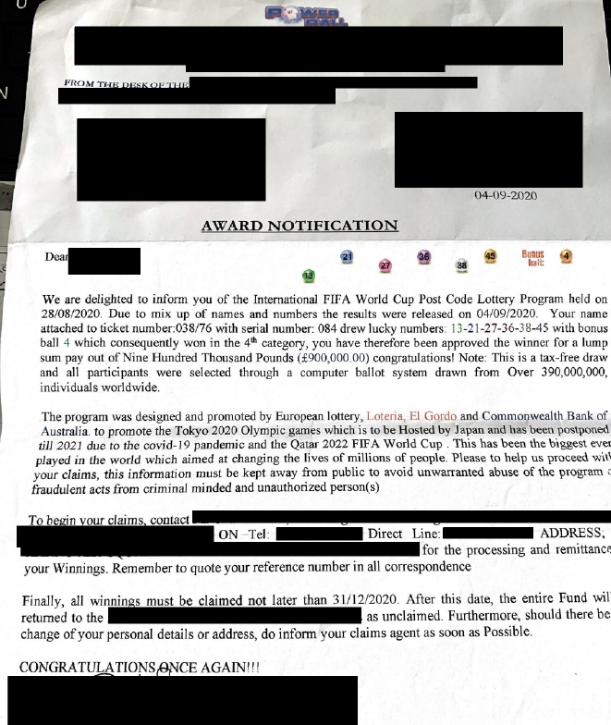 POWER
BALL
FROM THE DESK OF THE
04-09-2020
AWARD NOTIFICATION
Dear
13 21 27 36 38 45 Bonus ball: 4
We are delighted to inform you of the International FIFA World Cup Post Code Lottery Program held on
28/08/2020. Due to mix up of names and numbers the results were released on 04/09/2020. Your name
attached to ticket number:038/76 with serial number: 084 drew lucky numbers: 13-21-27-36-38-45 with bonus
ball 4 which consequently won in the 4th category, you have therefore been approved the winner for a lump
sum pay out of Nine Hundred Thousand Pounds (£900,000.00) congratulations! Note: This is a tax-free draw
and all participants were selected through a computer ballot system drawn from Over 390,000,000,
individuals worldwide.
The program was designed and promoted by European lottery, Loteria, El Gordo and Commonwealth Bank of
Australia. to promote the Tokyo 2020 Olympic games which is to be Hosted by Japan and has been postponed
till 2021 due to the covid-19 pandemic and the Qatar 2022 FIFA World Cup . This has been the biggest ever
played in the world which aimed at changing the lives of millions of people. Please to help us proceed with
your claims, this information must be kept away from public to avoid unwarranted abuse of the program
fraudulent acts from criminal minded and unauthorized person(s)
To begin your claims, contact
ON -Tel: Direct Line: ADDRESS;
for the processing and remittance
your Winnings. Remember to quote your reference number in all correspondence
Finally, all winnings must be claimed not later than 31/12/2020. After this date, the entire Fund will
returned to the as unclaimed. Furthermore, should there be
change of your personal details or address, do inform your claims agent as soon as Possible.
CONGRATULATIONS ONCE AGAIN!!!